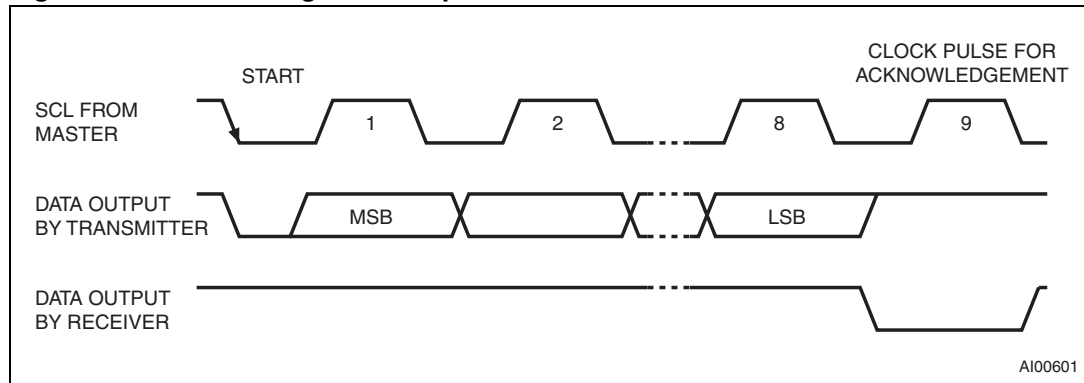 START
CLOCK PULSE FOR
ACKNOWLEDGEMENT
SCL FROM
MASTER
1
2
8
9
DATA OUTPUT
BY TRANSMITTER
MSB
LSB
DATA OUTPUT
BY RECEIVER
AI00601